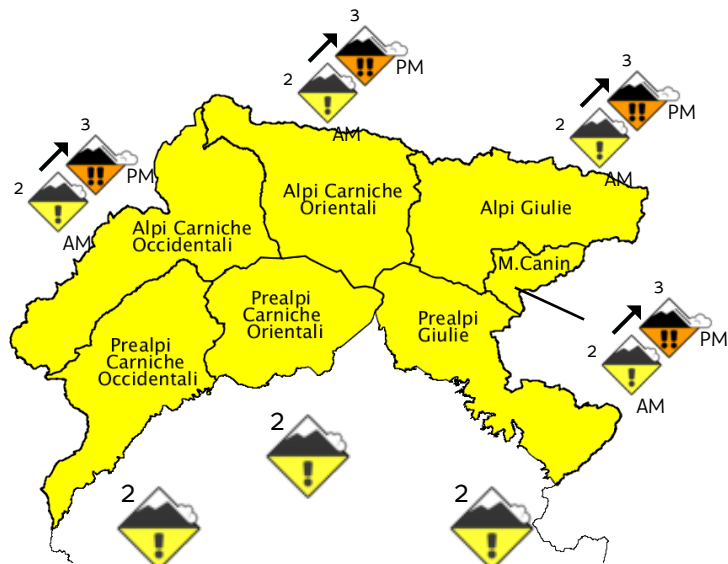 3
2
PM
AM
3
2
PM
AM
3
2
PM
AM
Alpi Carniche
Orientali
Alpi Giulie
Alpi Carniche
Occidentali
M.Canin
3
2
PM
AM
Prealpi
Carniche
Orientali
Prealpi
Giulie
Prealpi
Carniche
Occidentali
2
2
2